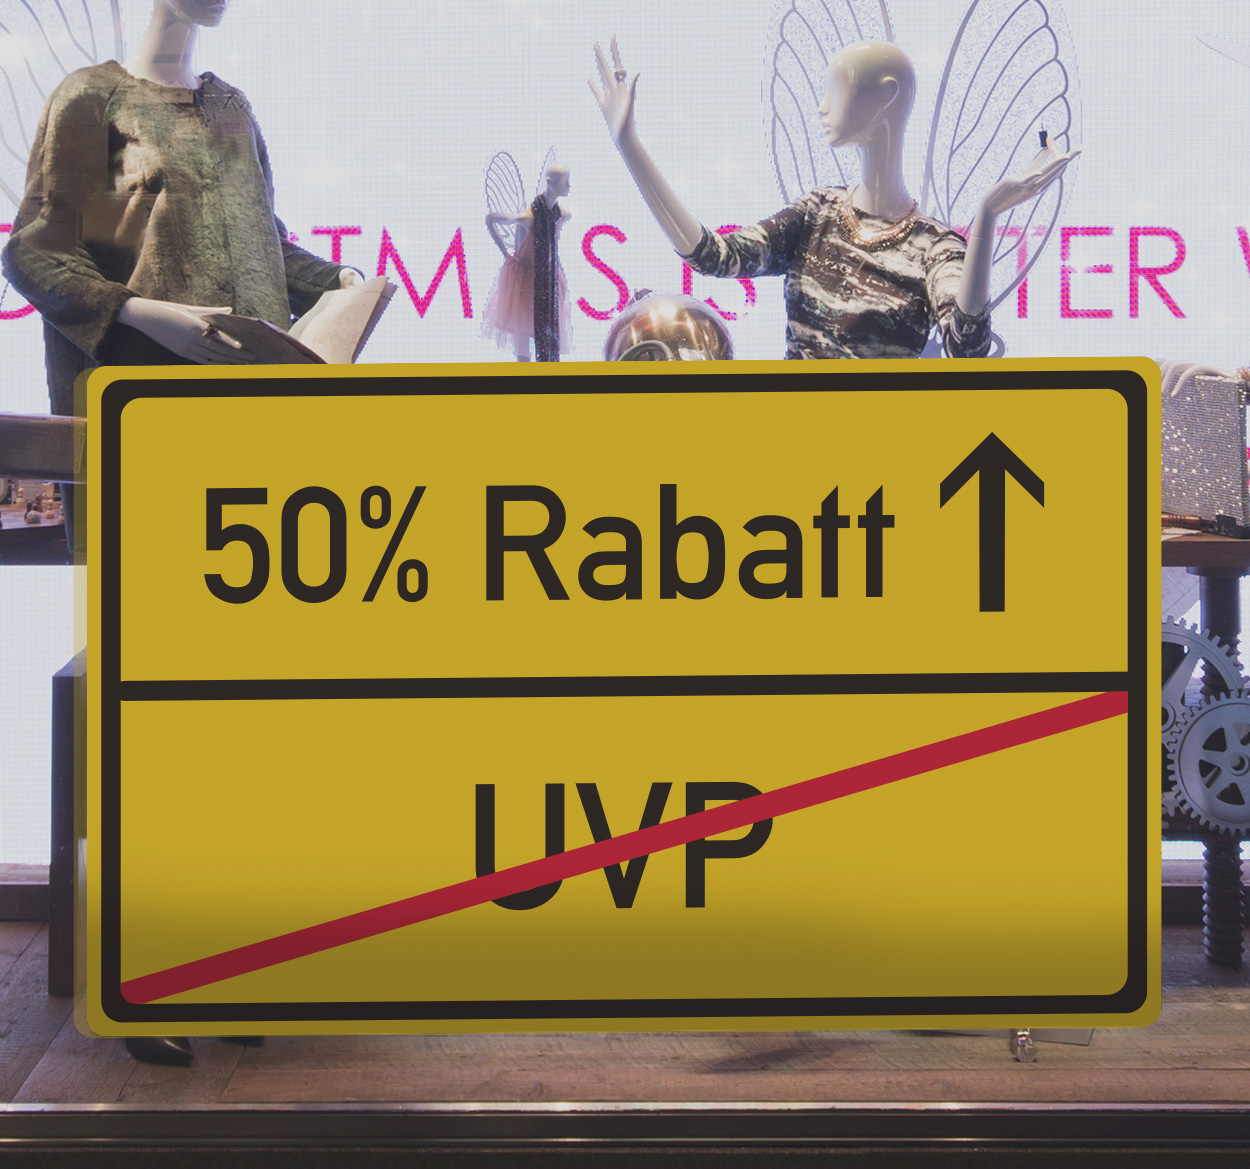 50% Rabatt ↑
UVP